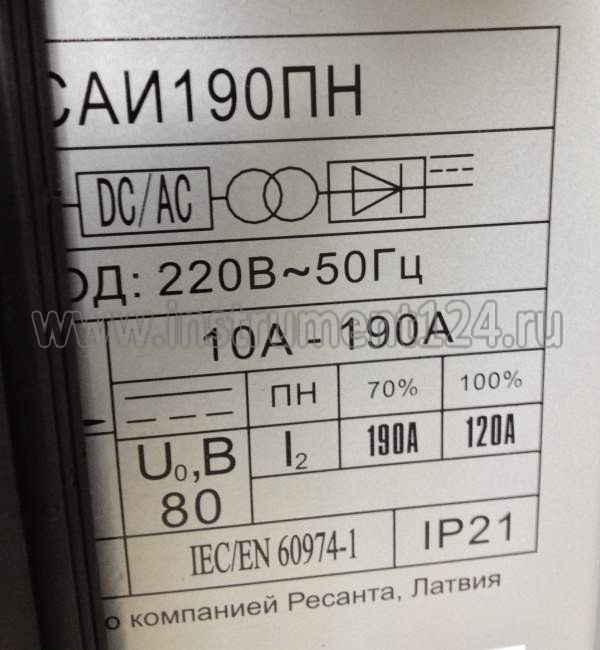 САИ190ПН
DC/AC
ОД: 220В~50Гц
www.instrument124.ru
10А - 190А
ПН 70% 100%
U₀,В I₂ 190А 120А
80
IEC/EN 60974-1 IP21
о компанией Ресанта, Латвия